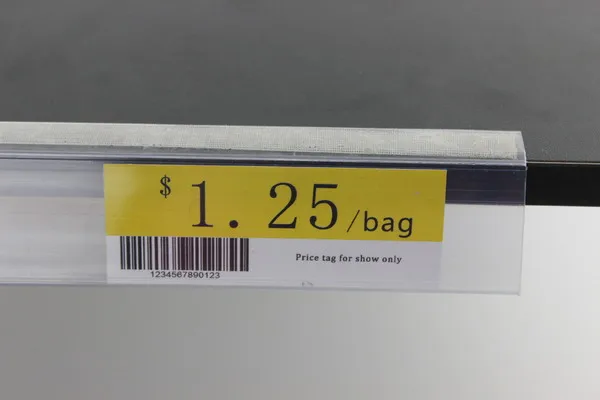 $ 1.25/bag
1234567890123
Price tag for show only